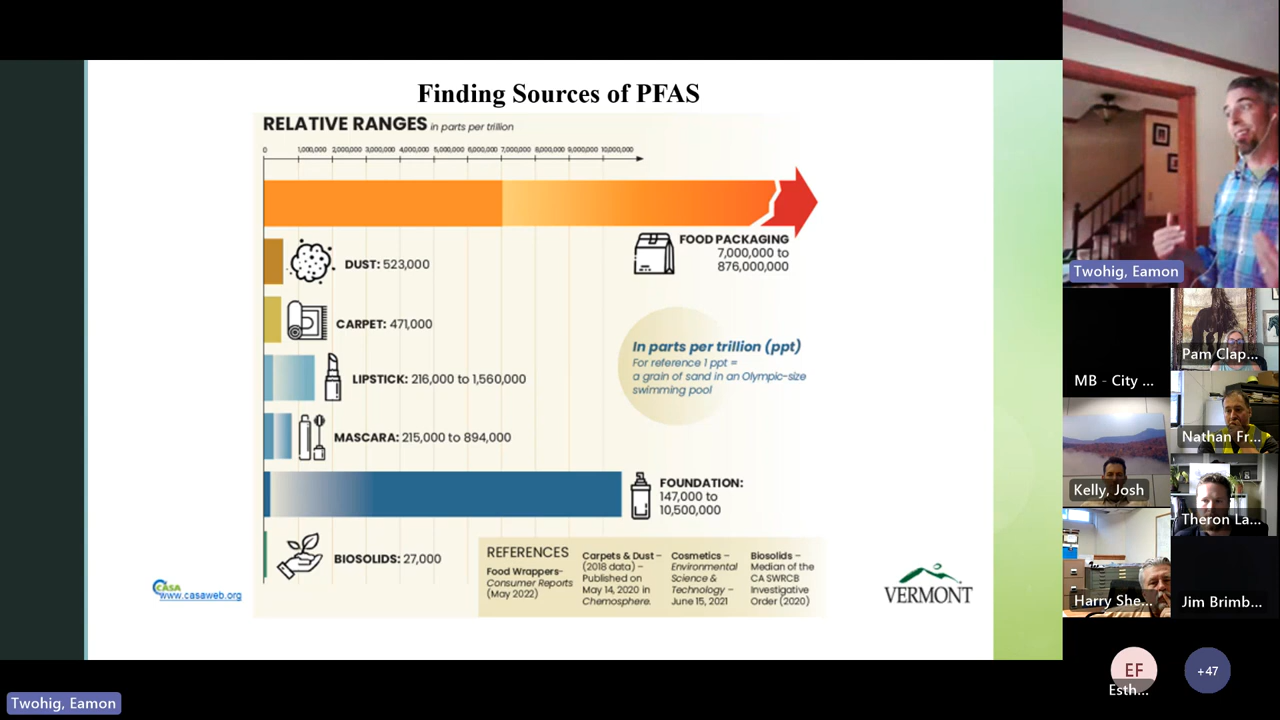 Finding Sources of PFAS
RELATIVE RANGES in parts per trillion
0 1,000,000 2,000,000 3,000,000 4,000,000 5,000,000 6,000,000 7,000,000 8,000,000 9,000,000 10,000,000
FOOD PACKAGING
7,000,000 to
876,000,000
DUST: 523,000
CARPET: 471,000
In parts per trillion (ppt)
For reference 1 ppt =
a grain of sand in an Olympic-size
swimming pool
LIPSTICK: 216,000 to 1,560,000
MASCARA: 215,000 to 894,000
FOUNDATION:
147,000 to
10,500,000
BIOSOLIDS: 27,000
REFERENCES
Food Wrappers-
Consumer Reports
(May 2022)
Carpets & Dust –
(2018 data) –
Published on
May 14, 2020 in
Chemosphere.
Cosmetics –
Environmental
Science &
Technology –
June 15, 2021
Biosolids –
Median of the
CA SWRCB
Investigative
Order (2020)
CASA
www.casaweb.org
VERMONT
Twohig, Eamon
MB - City ...
Pam Clap...
Nathan Fr...
Kelly, Josh
Theron La...
Harry She...
Jim Brimb...
EF
Esth...
+47
Twohig, Eamon